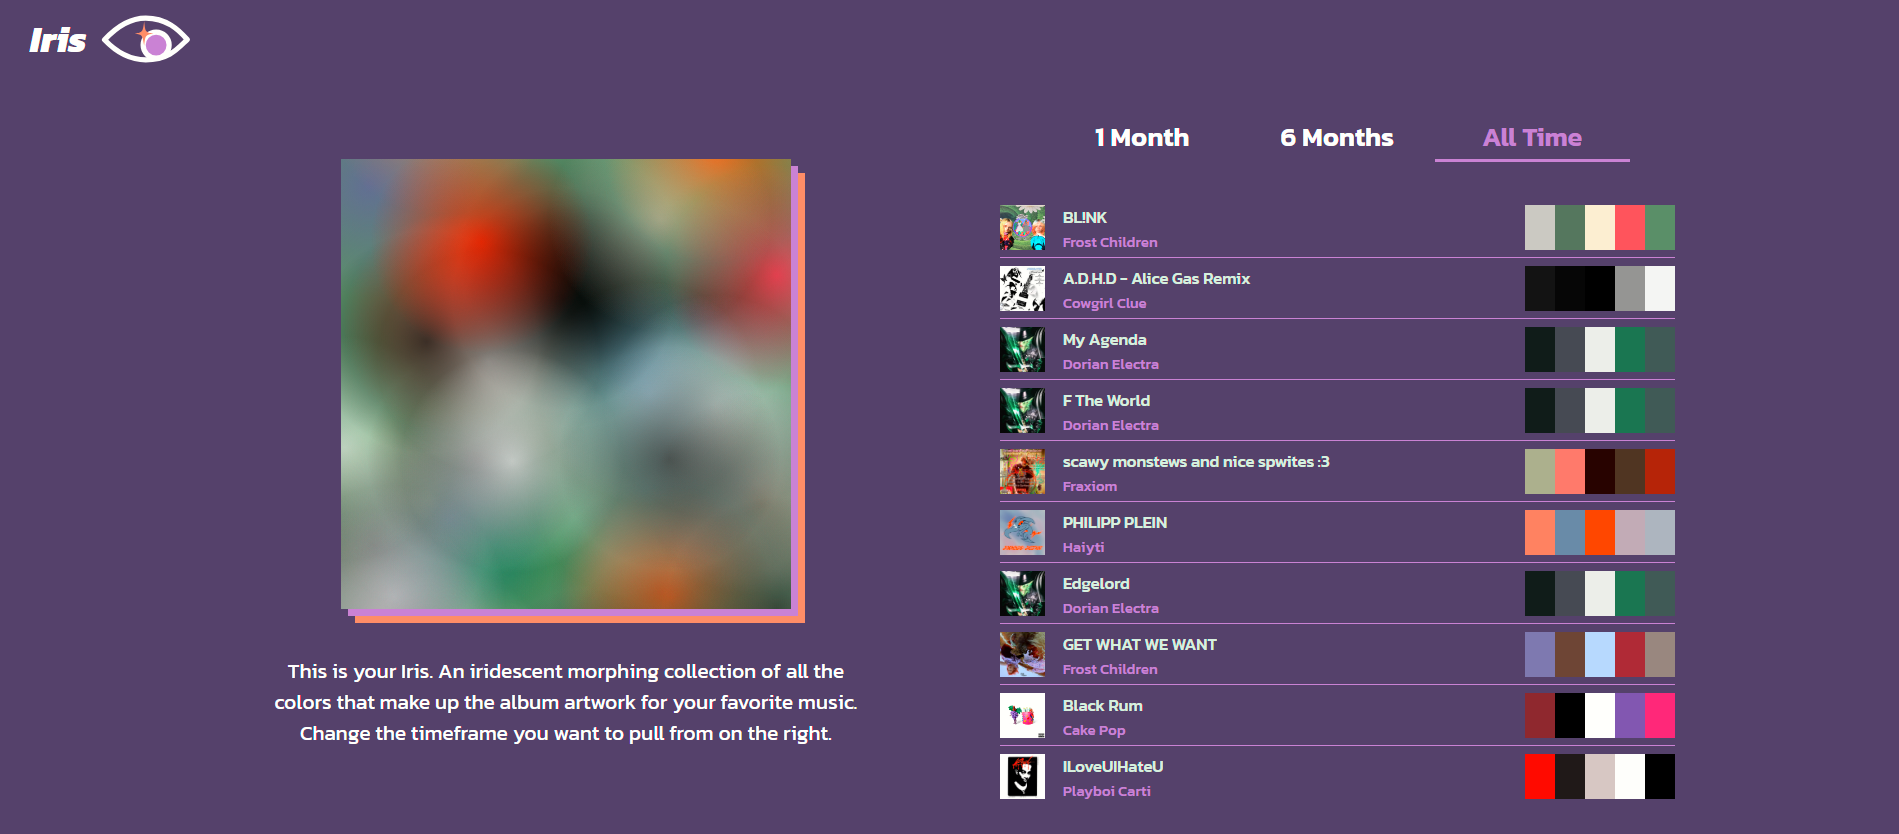 Iris
1 Month
6 Months
All Time
BL!NK
Frost Children
A.D.H.D - Alice Gas Remix
Cowgirl Clue
My Agenda
Dorian Electra
F The World
Dorian Electra
scawy monstews and nice spwites :3
Fraxiom
PHILIPP PLEIN
Haiyti
Edgelord
Dorian Electra
GET WHAT WE WANT
Frost Children
Black Rum
Cake Pop
ILoveUIHateU
Playboi Carti
This is your Iris. An iridescent morphing collection of all the
colors that make up the album artwork for your favorite music.
Change the timeframe you want to pull from on the right.